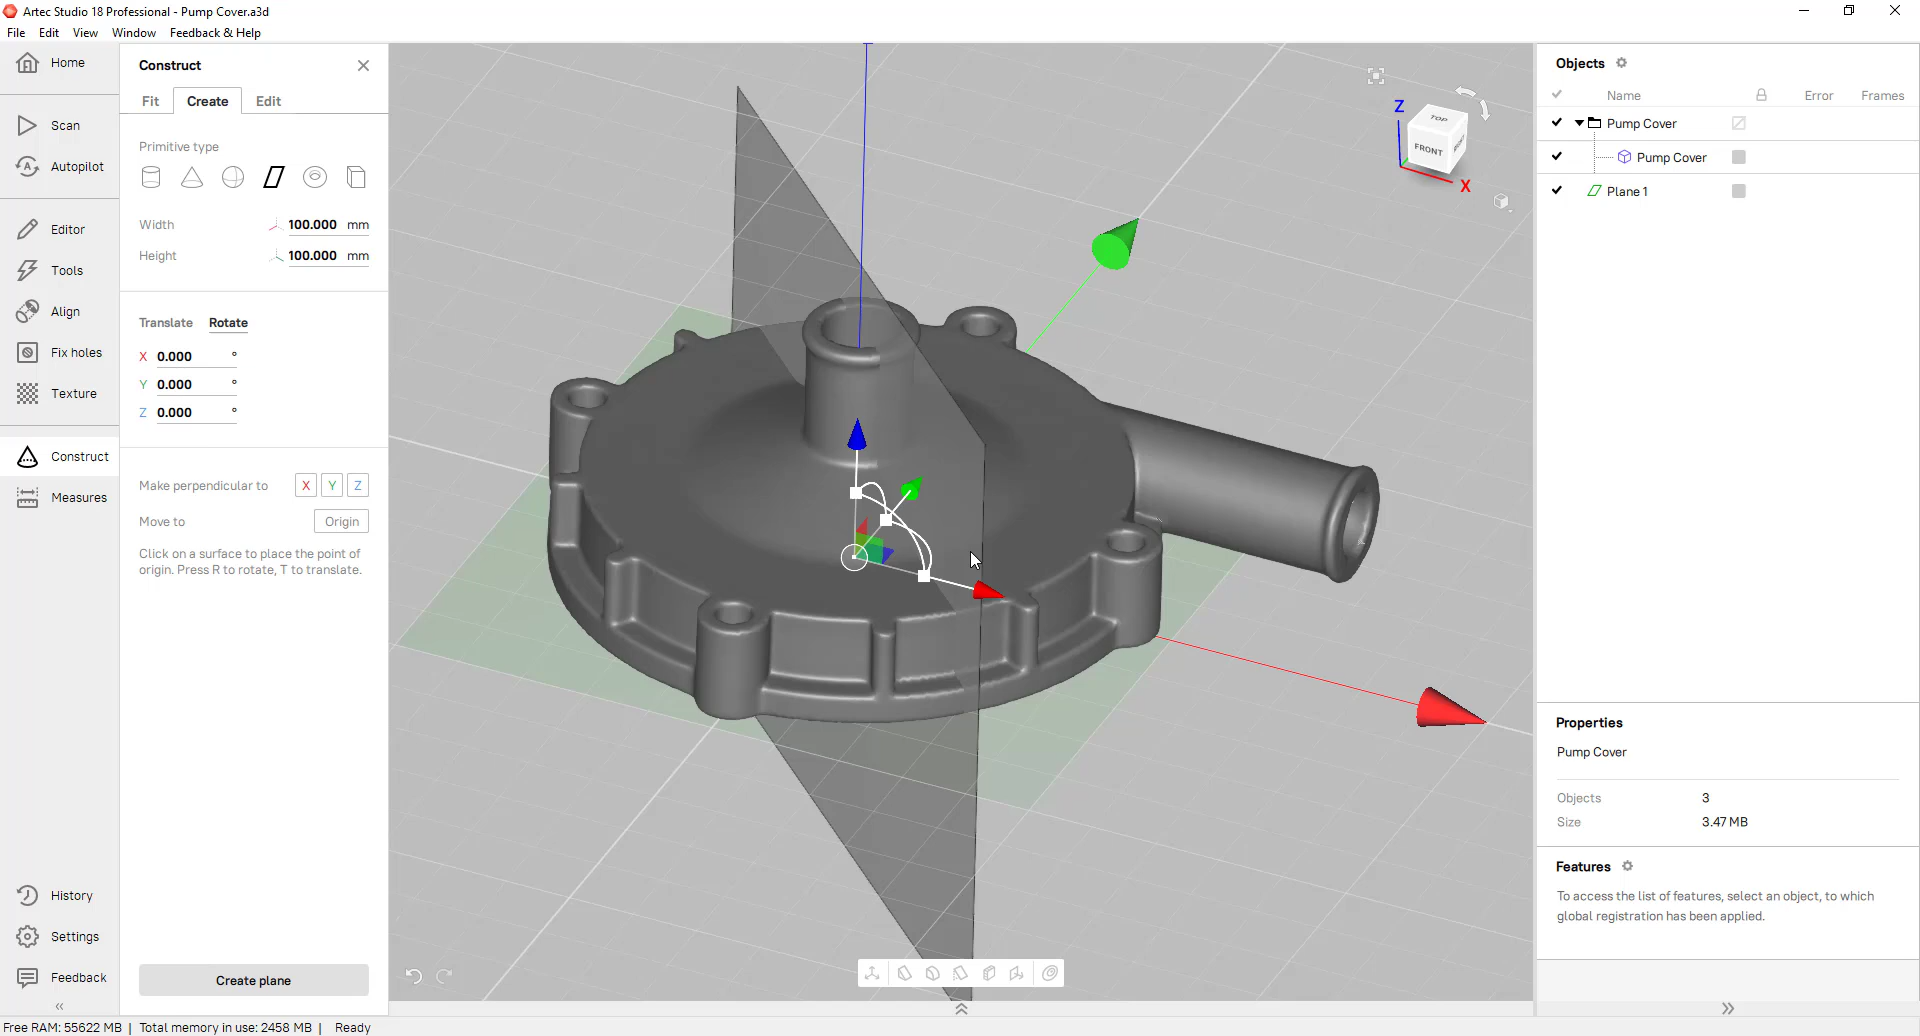 Artec Studio 18 Professional - Pump Cover.a3d
File Edit View Window Feedback & Help
Home
Scan
Autopilot
Editor
Tools
Align
Fix holes
Texture
Construct
Measures
History
Settings
Feedback
Construct
Fit Create Edit
Primitive type
Width 100.000 mm
Height 100.000 mm
Translate Rotate
X 0.000 °
Y 0.000 °
Z 0.000 °
Make perpendicular to X Y Z
Move to Origin
Click on a surface to place the point of
origin. Press R to rotate, T to translate.
Create plane
Z
TOP
FRONT
RIGHT
X
Objects
Name Error Frames
Pump Cover
Pump Cover
Plane 1
Properties
Pump Cover
Objects 3
Size 3.47 MB
Features
To access the list of features, select an object, to which
global registration has been applied.
Free RAM: 55622 MB | Total memory in use: 2458 MB | Ready